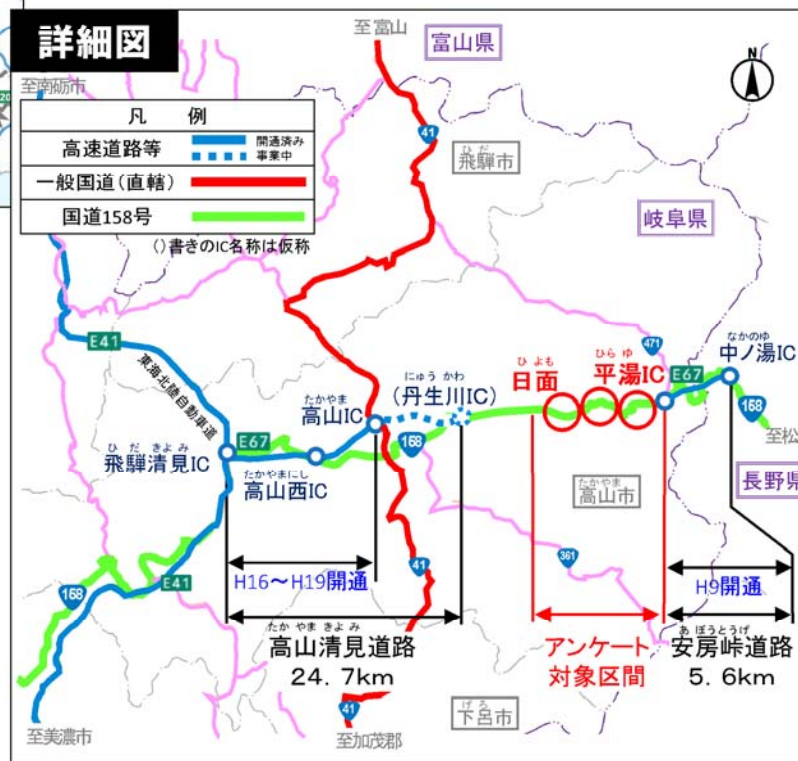 詳細図
至富山
富山県
至南砺市
20
凡 例
高速道路等
開通済み
事業中
一般国道(直轄)
国道158号
()書きのIC名称は仮称
41
ひだ
飛騨市
岐阜県
E41
東海北陸自動車道
471
なかのゆ
中ノ湯IC
E67
ひよも
日面
ひらゆ
平湯IC
にゅうかわ
(丹生川IC)
たかやま
高山IC
158
158
至松
ひだ きよみ
飛騨清見IC
E67
たかやまにし
高山西IC
たかやま
高山市
長野県
158
E41
361
41
H16~H19開通
H9開通
たかやまきよみ
高山清見道路
24.7km
アンケート
対象区間
あぼうとうげ
安房峠道路
5.6km
げろ
下呂市
41
至美濃市
至加茂郡